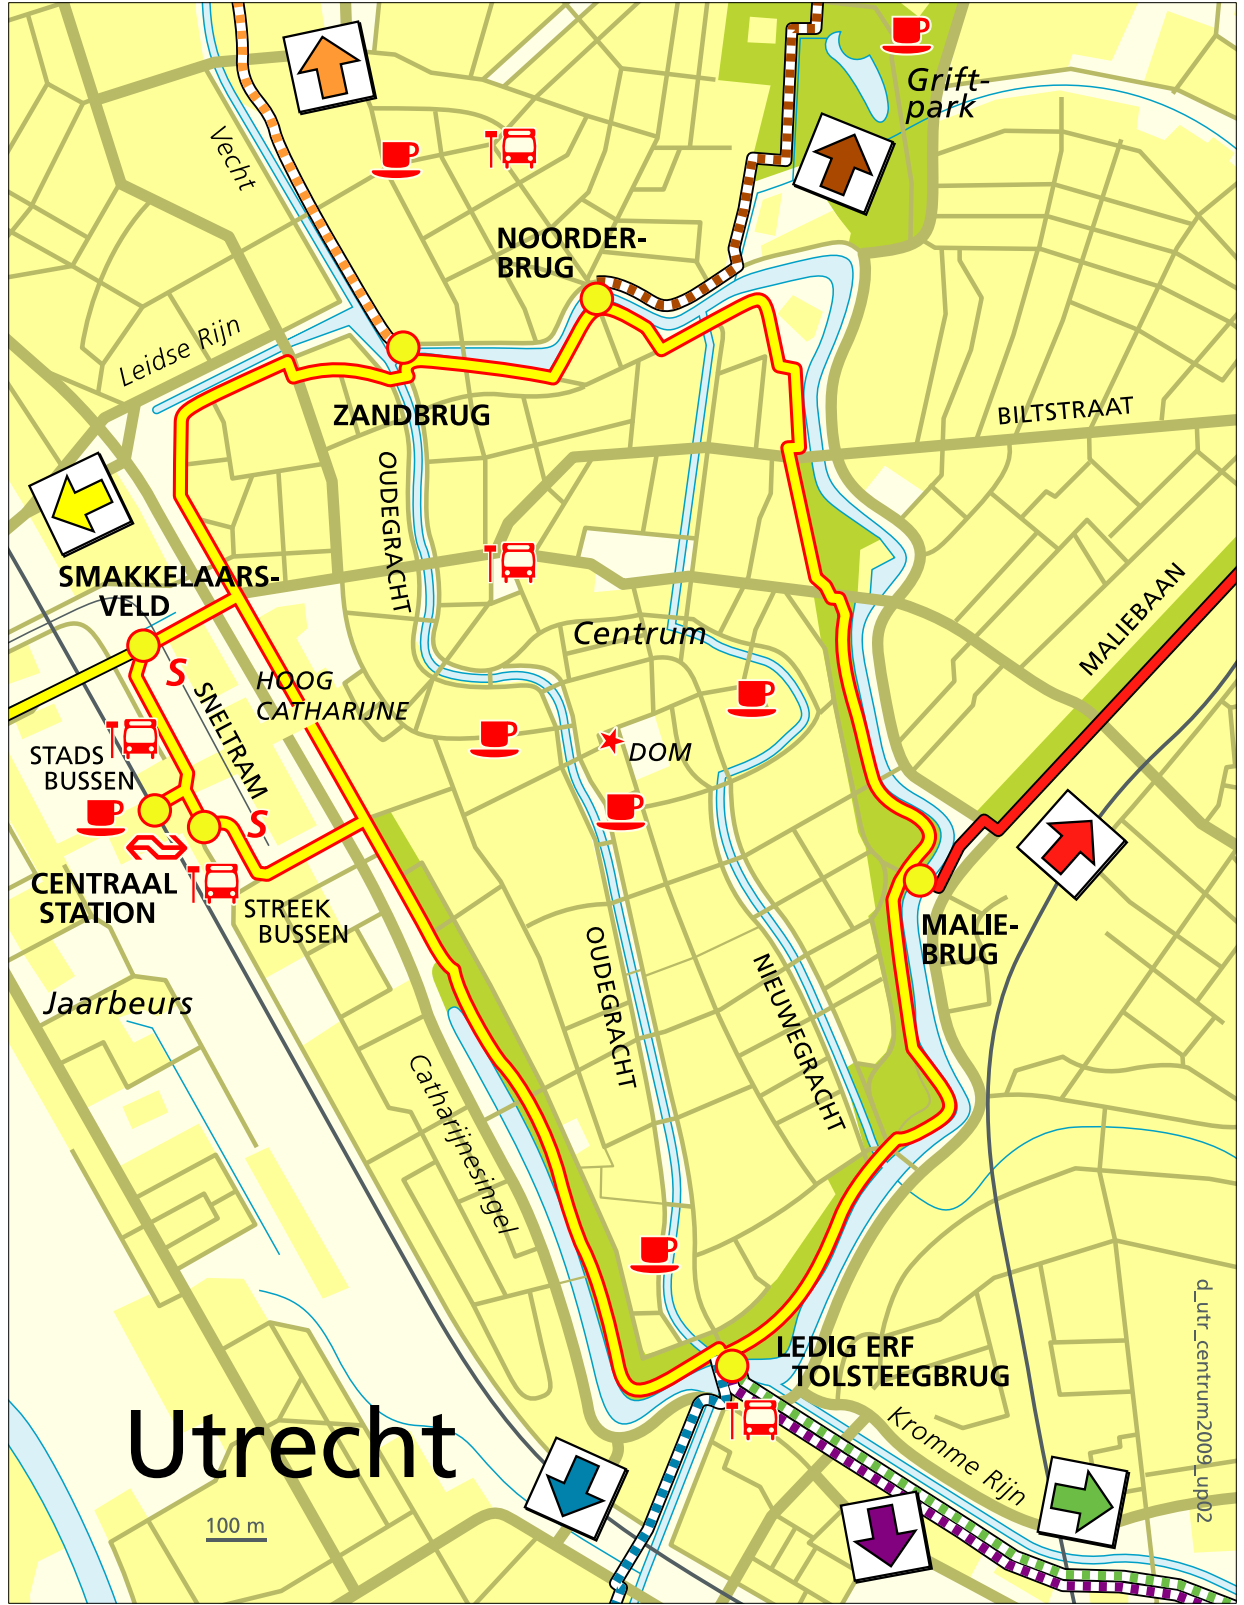 Grift-
park
Vecht
NOORDER-
BRUG
Leidse Rijn
ZANDBRUG
BILTSTRAAT
OUDEGRACHT
SMAKKELAARS-
VELD
Centrum
MALIEBAAN
S
HOOG
CATHARIJNE
SNELTRAM
STADS
BUSSEN
DOM
S
CENTRAAL
STATION
STREEK
BUSSEN
MALIE-
BRUG
OUDEGRACHT
NIEUWEGRACHT
Jaarbeurs
Catharijnesingel
LEDIG ERF
TOLSTEEGBRUG
d_utr_centrum2009_up02
Kromme Rijn
Utrecht
100 m